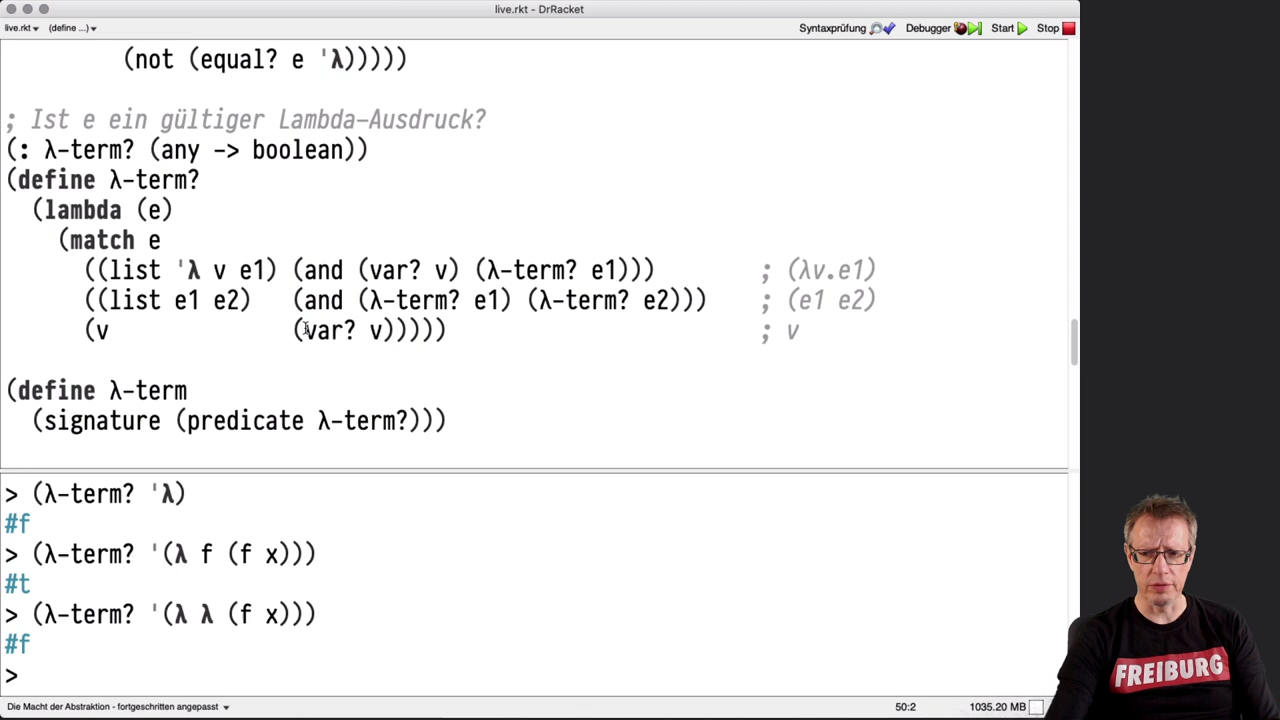 live.rkt - DrRacket
live.rkt (define ...) Syntaxprüfung Debugger Start Stop
(not (equal? e 'λ)))))
; Ist e ein gültiger Lambda-Ausdruck?
(: λ-term? (any -> boolean))
(define λ-term?
(lambda (e)
(match e
((list 'λ v e1) (and (var? v) (λ-term? e1))) ; (λv.e1)
((list e1 e2) (and (λ-term? e1) (λ-term? e2))) ; (e1 e2)
(v (var? v))))) ; v
(define λ-term
(signature (predicate λ-term?)))
> (λ-term? 'λ)
#f
> (λ-term? '(λ f (f x)))
#t
> (λ-term? '(λ λ (f x)))
#f
>
FREIBURG
Die Macht der Abstraktion - fortgeschritten angepasst 50:2 1035.20 MB